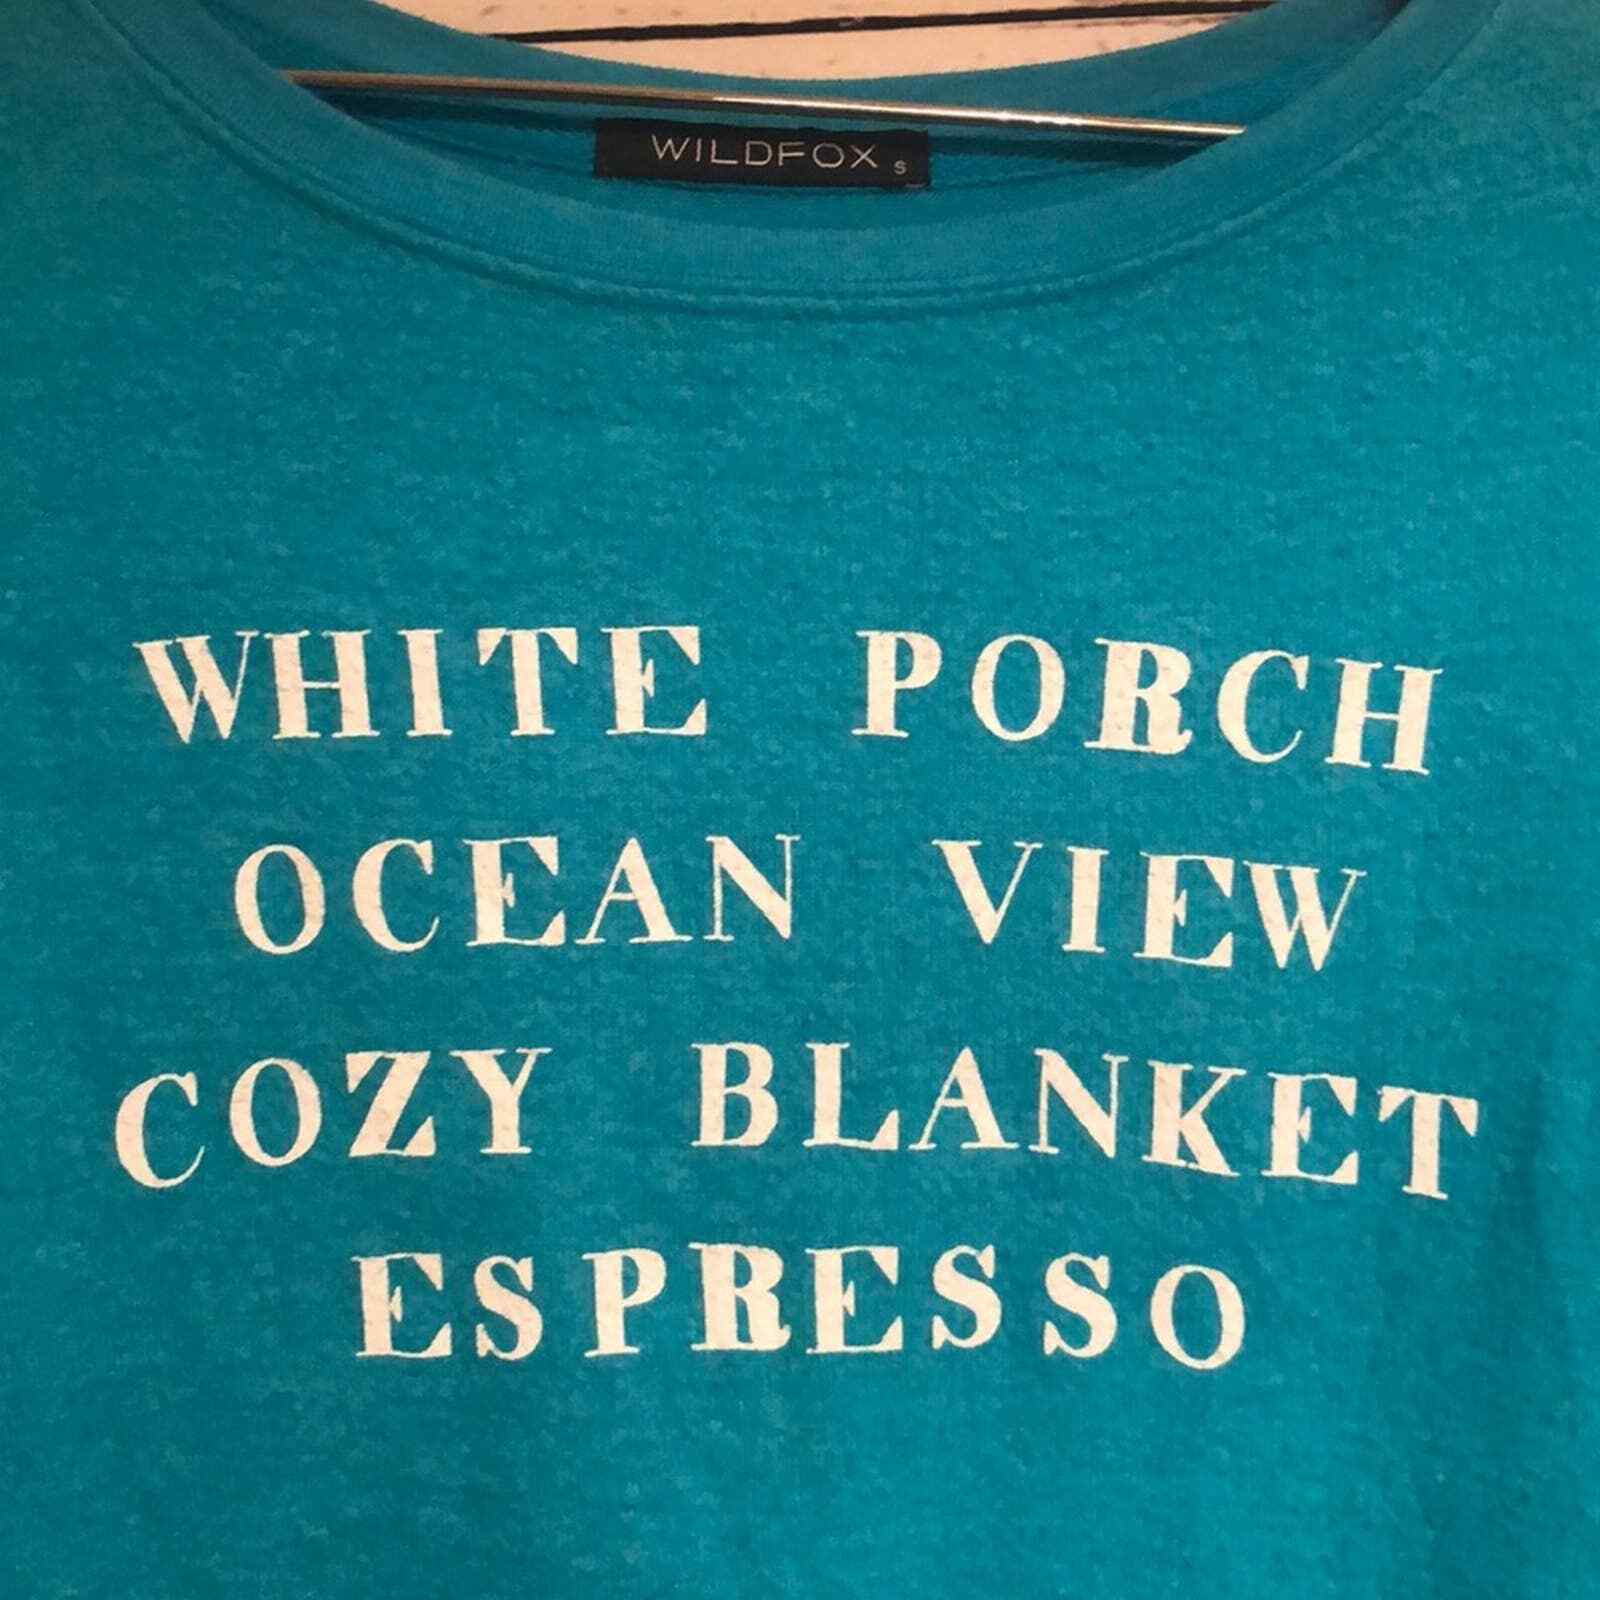 WILDFOX S
WHITE PORCH
OCEAN VIEW
COZY BLANKET
ESPRESSO